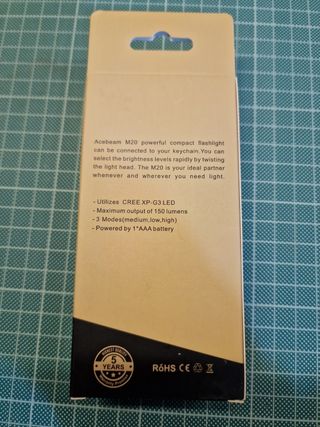 Acebeam M20 powerful compact flashlight
can be connected to your keychain.You can
select the brightness levels rapidly by twisting
the light head. The M20 is your ideal partner
whenever and wherever you need light.
- Utilizes CREE XP-G3 LED
- Maximum output of 150 lumens
- 3 Modes(medium,low,high)
- Powered by 1*AAA battery
5
YEARS
RoHS CE